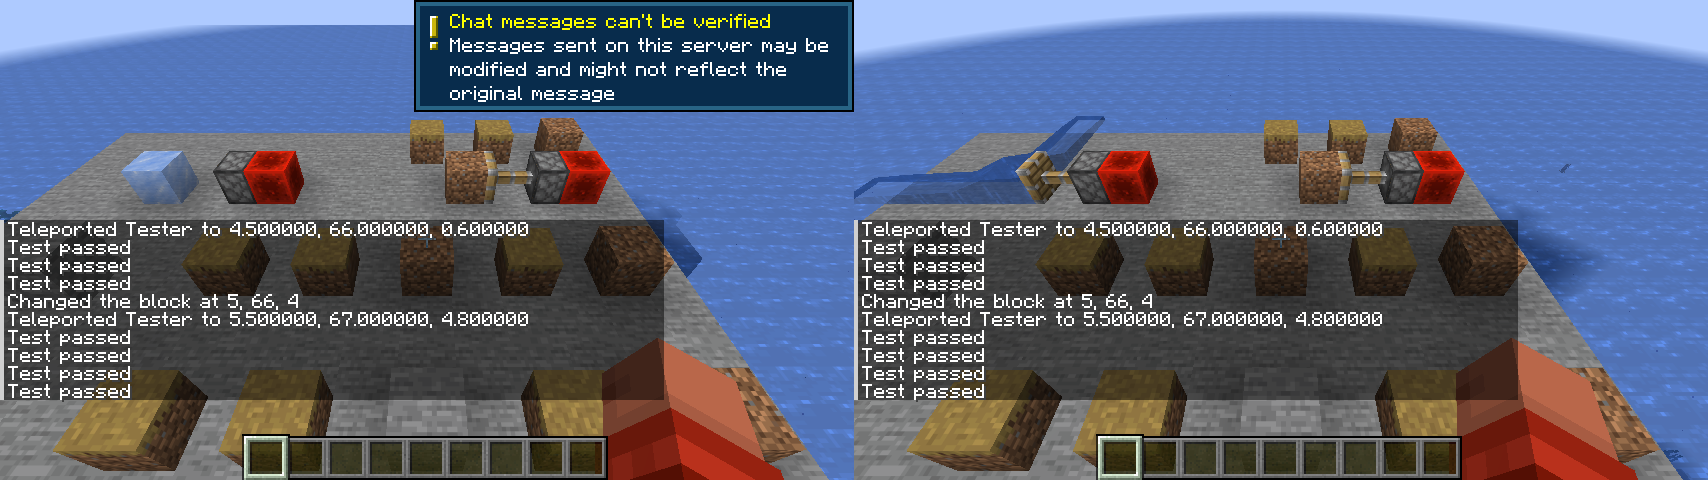 Chat messages can't be verified
Messages sent on this server may be
modified and might not reflect the
original message
Teleported Tester to 4.500000, 66.000000, 0.600000
Test passed
Test passed
Test passed
Changed the block at 5, 66, 4
Teleported Tester to 5.500000, 67.000000, 4.800000
Test passed
Test passed
Test passed
Test passed
Teleported Tester to 4.500000, 66.000000, 0.600000
Test passed
Test passed
Test passed
Changed the block at 5, 66, 4
Teleported Tester to 5.500000, 67.000000, 4.800000
Test passed
Test passed
Test passed
Test passed